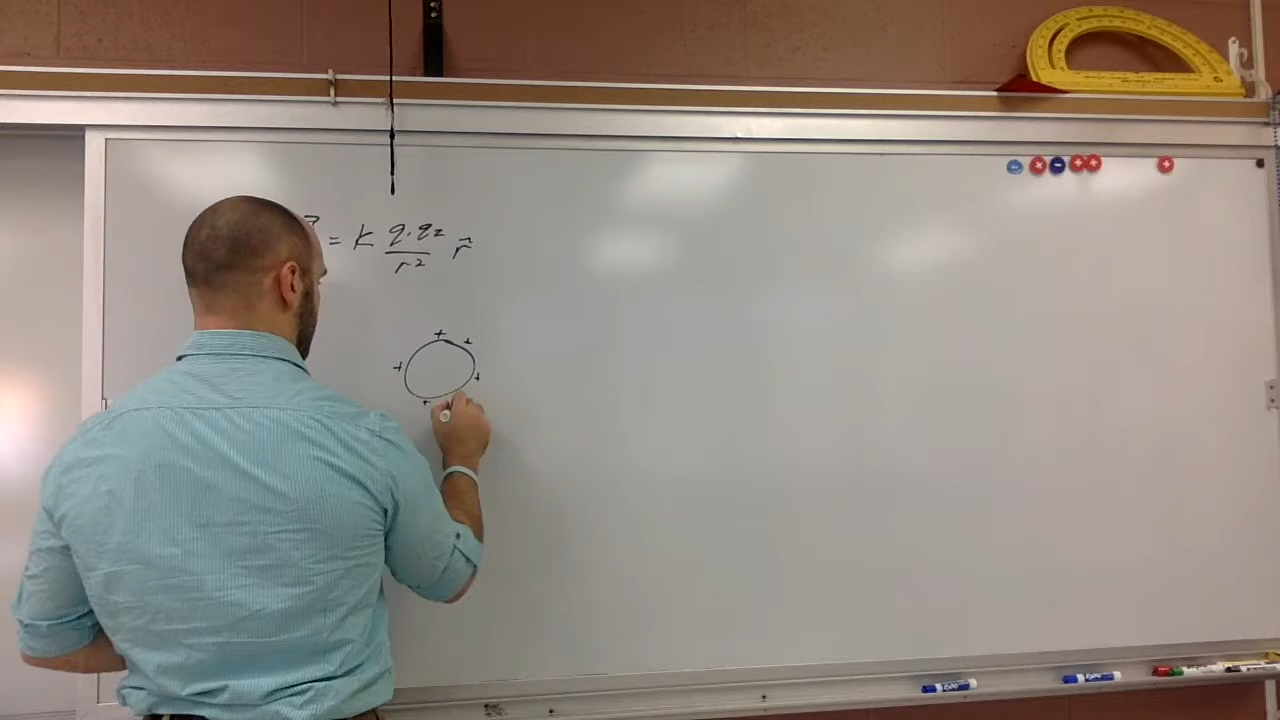 = K q₁q₂ / r² r⃗
+ +
+ +
+